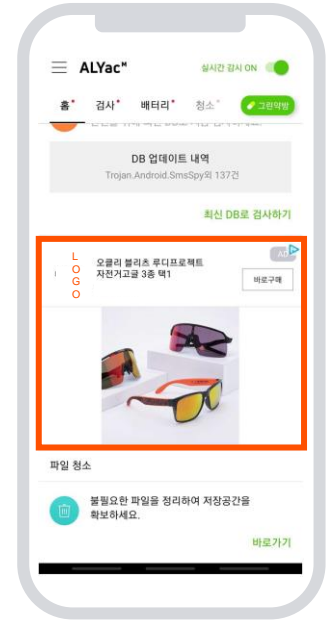 ALYac™
실시간 감시 ON
홈
검사
배터리
청소
그린약방
DB 업데이트 내역
Trojan.Android.SmsSpy외 137건
최신 DB로 검사하기
LOGO
오클리 블리츠 루디프로젝트
자전거고글 3종 택1
AD
바로구매
파일 청소
불필요한 파일을 정리하여 저장공간을
확보하세요.
바로가기